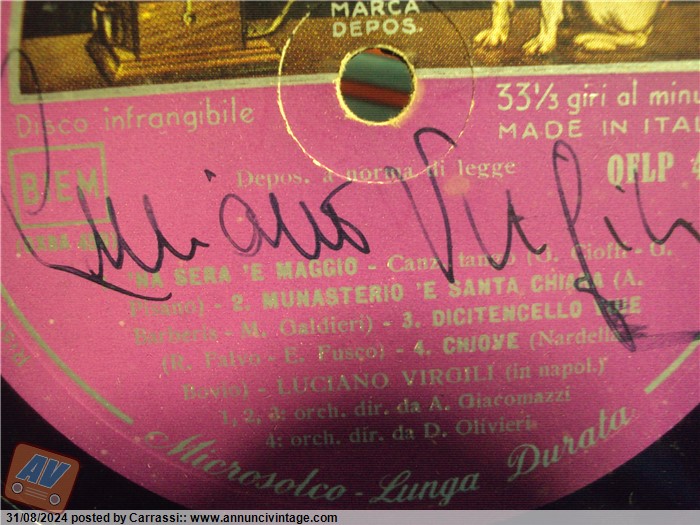 MARCA
DEPOS.
Disco infrangibile
33⅓ giri al minu
MADE IN ITAL
BIEM
Depos. a norma di legge
QFLP 4
Luciano Virgili
'NA SERA 'E MAGGIO - Canz. tango (G. Cioffi - G.
Pisano) - 2. MUNASTERIO 'E SANTA CHIARA (A.
Barberis - M. Galdieri) - 3. DICITENCELLO VUIE
(R. Falvo - E. Fusco) - 4. CHIOVE (Nardella
Bovio) - LUCIANO VIRGILI (in napol.)
1, 2, 3: orch. dir. da A. Giacomazzi
4: orch. dir. da D. Olivieri
Microsolco - Lunga Durata
AV
31/08/2024 posted by Carrassi:: www.annuncivintage.com